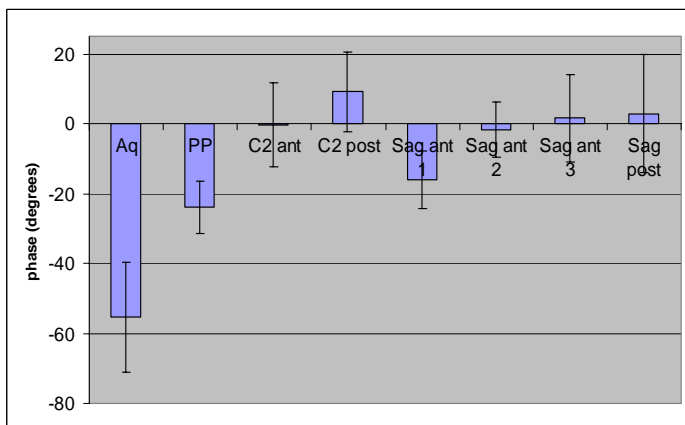 20
0
-20
-40
-60
-80
phase (degrees)
Aq PP C2 ant C2 post Sag ant Sag ant Sag ant Sag
1 2 3 post